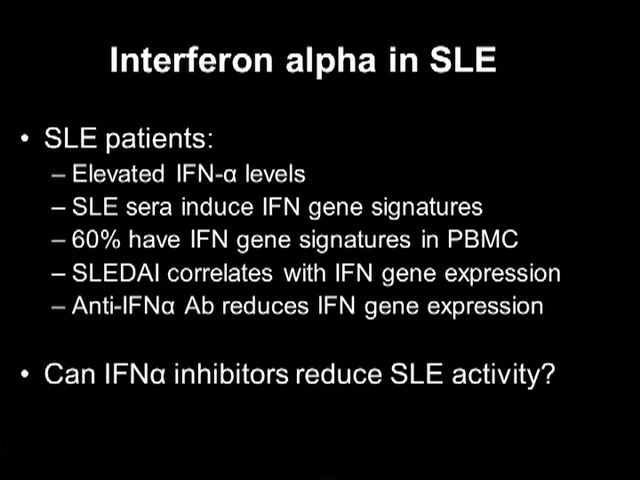 Interferon alpha in SLE
• SLE patients:
– Elevated IFN-α levels
– SLE sera induce IFN gene signatures
– 60% have IFN gene signatures in PBMC
– SLEDAI correlates with IFN gene expression
– Anti-IFNα Ab reduces IFN gene expression
• Can IFNα inhibitors reduce SLE activity?